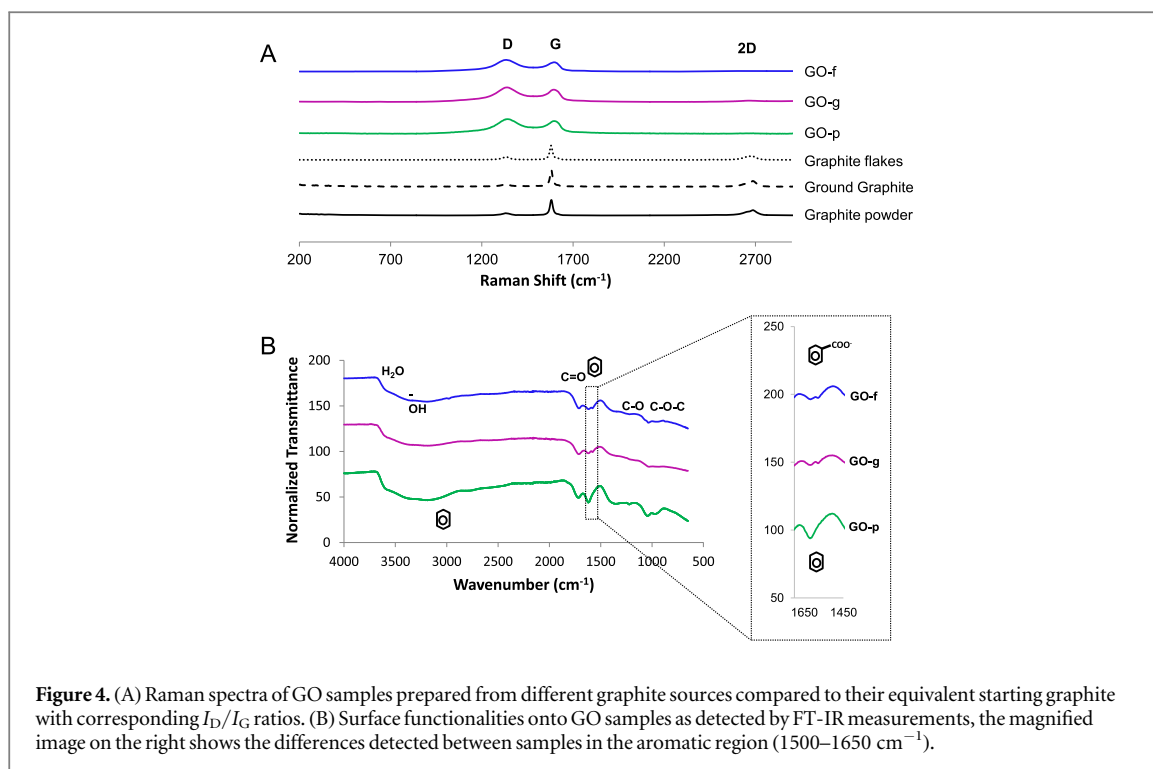 A
D G 2D
GO-f
GO-g
GO-p
Graphite flakes
Ground Graphite
Graphite powder
200 700 1200 1700 2200 2700
Raman Shift (cm⁻¹)
B
Normalized Transmittance
200
150
100
50
0
H₂O
-
OH
C=O
C-O C-O-C
4000 3500 3000 2500 2000 1500 1000 500
Wavenumber (cm⁻¹)
250
200
150
100
50
COO⁻
GO-f
GO-g
GO-p
1650 1450
Figure 4. (A) Raman spectra of GO samples prepared from different graphite sources compared to their equivalent starting graphite
with corresponding I_D/I_G ratios. (B) Surface functionalities onto GO samples as detected by FT-IR measurements, the magnified
image on the right shows the differences detected between samples in the aromatic region (1500–1650 cm⁻¹).